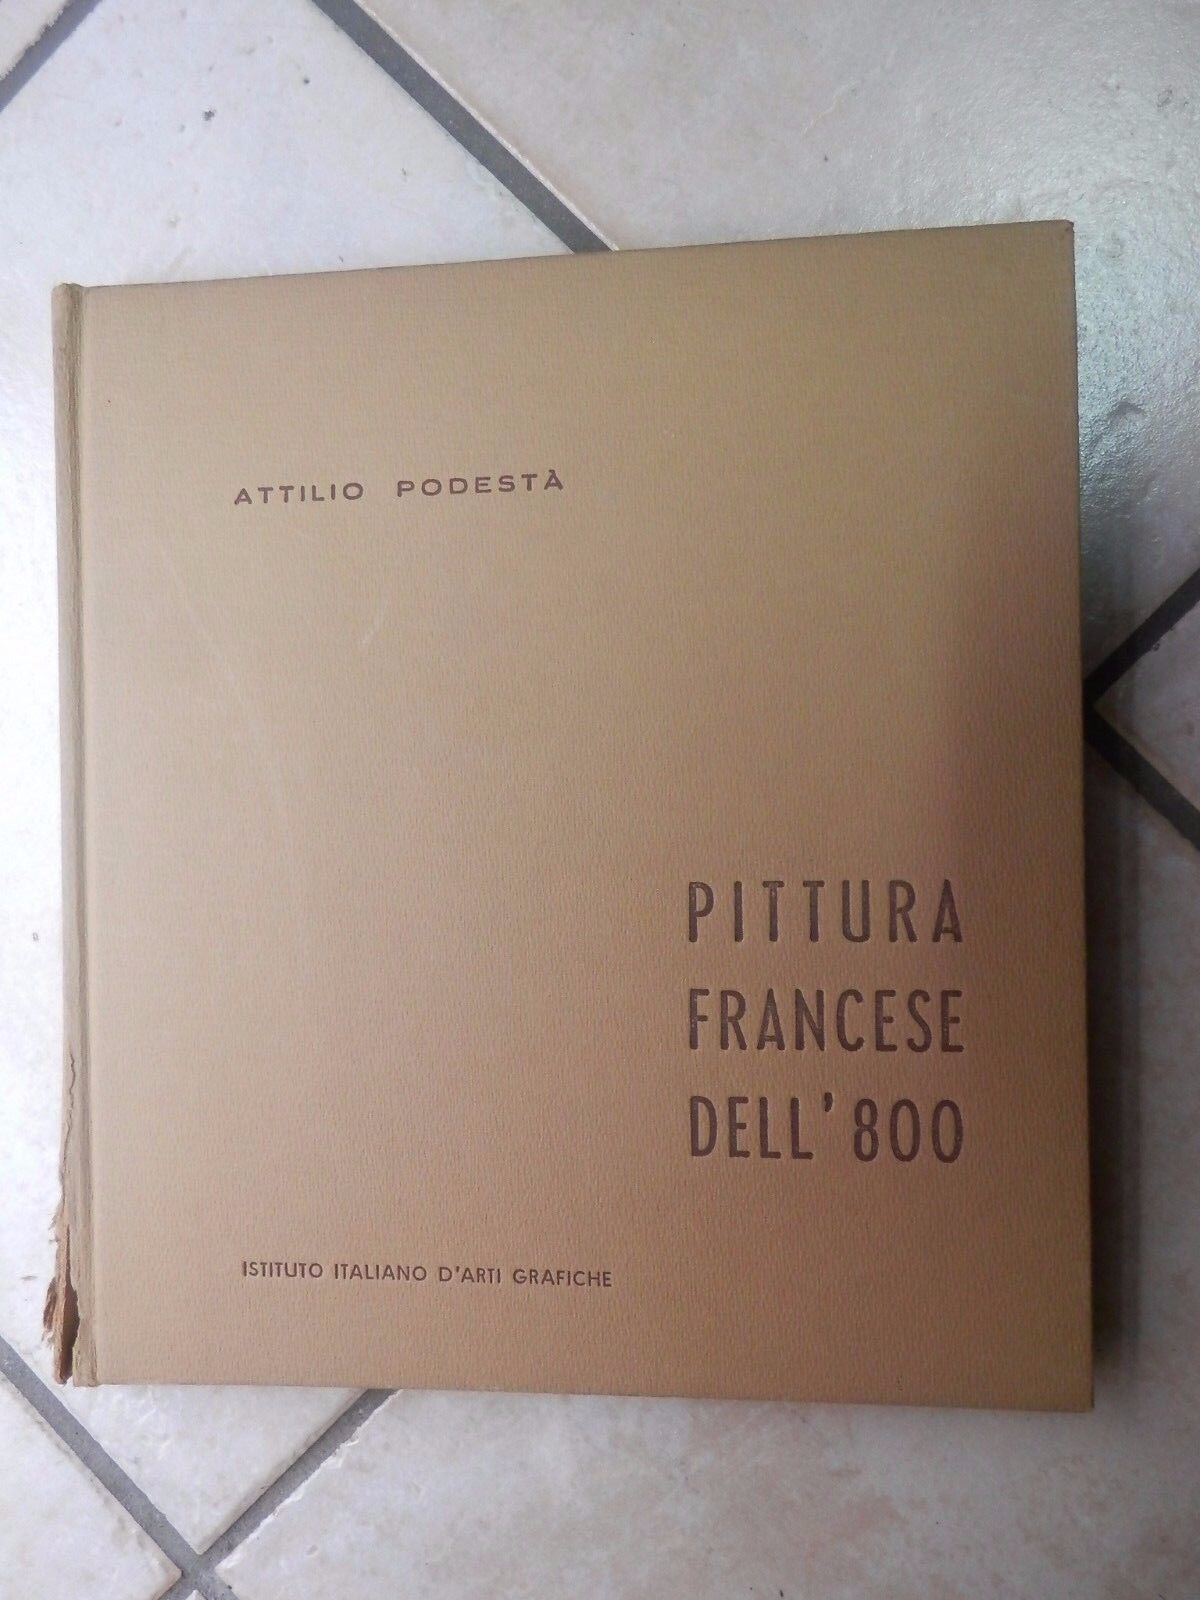 ATTILIO PODESTÀ
PITTURA
FRANCESE
DELL'800
ISTITUTO ITALIANO D'ARTI GRAFICHE